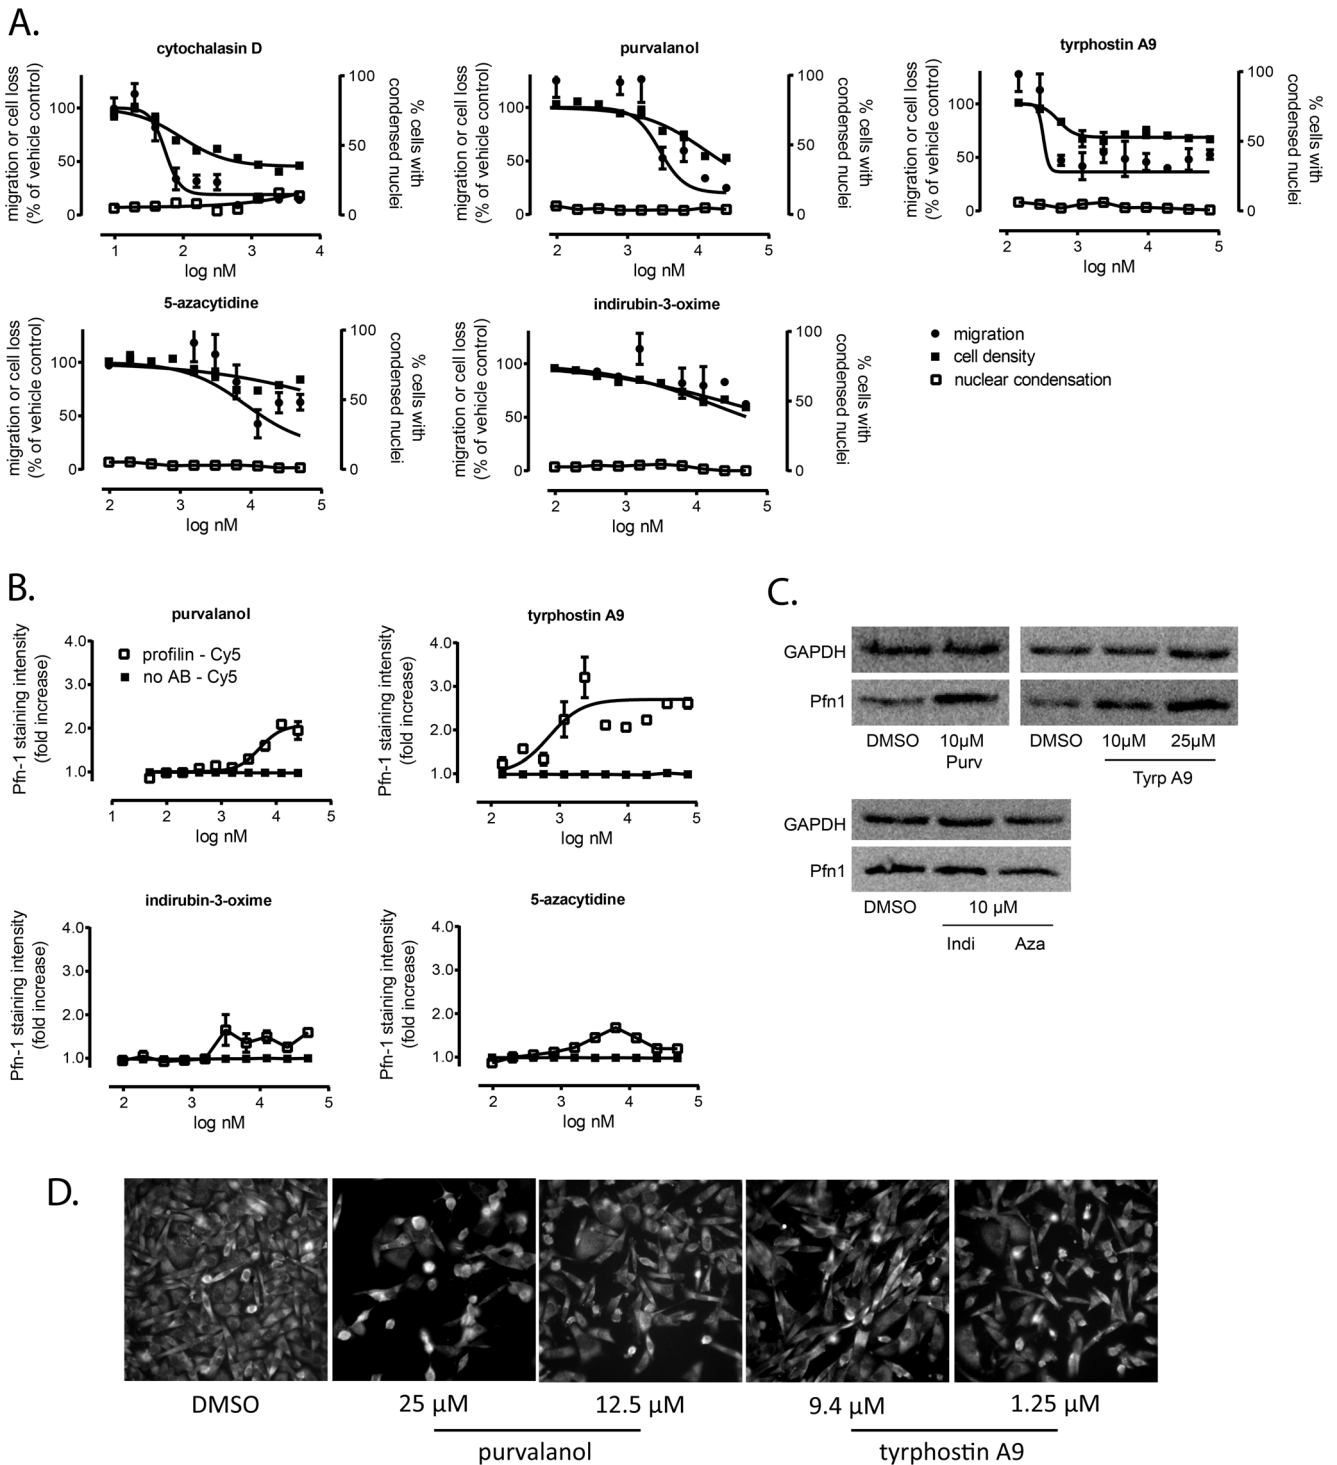 A.
cytochalasin D
migration or cell loss
(% of vehicle control)
100
50
0
100
50
0
% cells with
condensed nuclei
1 2 3 4
log nM
purvalanol
migration or cell loss
(% of vehicle control)
100
50
0
100
50
0
% cells with
condensed nuclei
2 3 4 5
log nM
tyrphostin A9
migration or cell loss
(% of vehicle control)
100
50
0
100
50
0
% cells with
condensed nuclei
2 3 4 5
log nM
5-azacytidine
migration or cell loss
(% of vehicle control)
100
50
0
100
50
0
% cells with
condensed nuclei
2 3 4 5
log nM
indirubin-3-oxime
migration or cell loss
(% of vehicle control)
100
50
0
100
50
0
% cells with
condensed nuclei
2 3 4 5
log nM
migration
cell density
nuclear condensation
B.
purvalanol
Pfn-1 staining intensity
(fold increase)
4.0
3.0
2.0
1.0
profilin - Cy5
no AB - Cy5
1 2 3 4 5
log nM
tyrphostin A9
Pfn-1 staining intensity
(fold increase)
4.0
3.0
2.0
1.0
2 3 4 5
log nM
indirubin-3-oxime
Pfn-1 staining intensity
(fold increase)
4.0
3.0
2.0
1.0
2 3 4 5
log nM
5-azacytidine
Pfn-1 staining intensity
(fold increase)
4.0
3.0
2.0
1.0
2 3 4 5
log nM
C.
GAPDH
Pfn1
DMSO 10µM DMSO 10µM 25µM
Purv Tyrp A9
GAPDH
Pfn1
DMSO 10 µM
Indi Aza
D.
DMSO 25 µM 12.5 µM 9.4 µM 1.25 µM
purvalanol tyrphostin A9